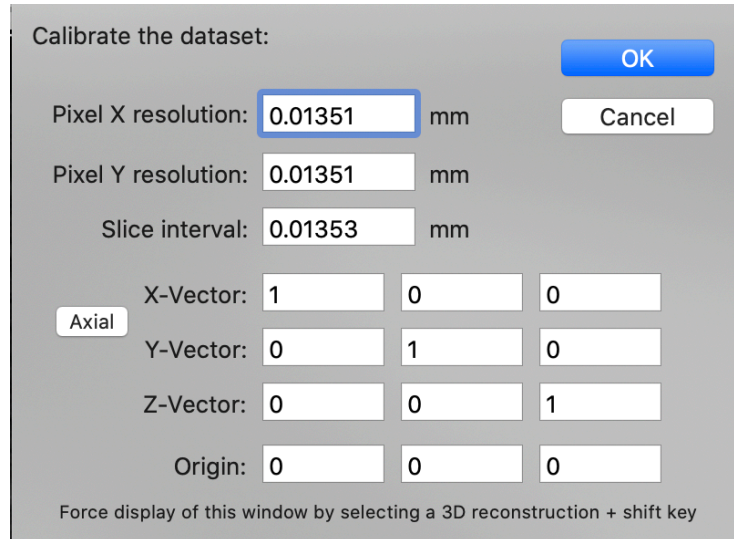 Calibrate the dataset:
OK
Pixel X resolution: 0.01351 mm
Cancel
Pixel Y resolution: 0.01351 mm
Slice interval: 0.01353 mm
X-Vector: 1 0 0
Axial
Y-Vector: 0 1 0
Z-Vector: 0 0 1
Origin: 0 0 0
Force display of this window by selecting a 3D reconstruction + shift key